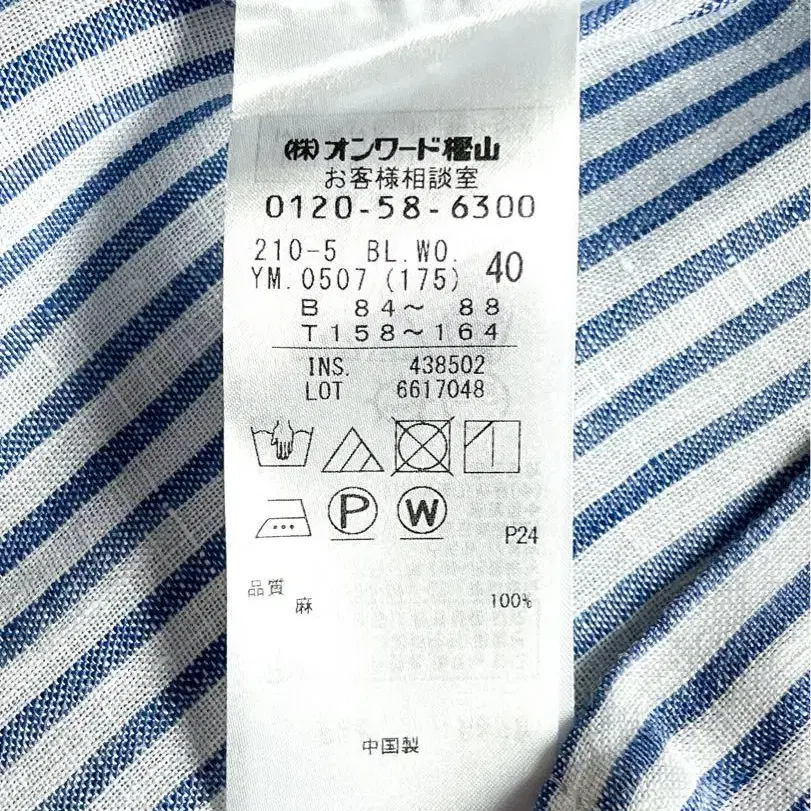 (株)オンワード樫山
お客様相談室
0120-58-6300
210-5 BL.WO.
YM.0507 (175) 40
B 84～ 88
T158～164
INS. 438502
LOT 6617048
P W
P24
品質
麻 100%
中国製